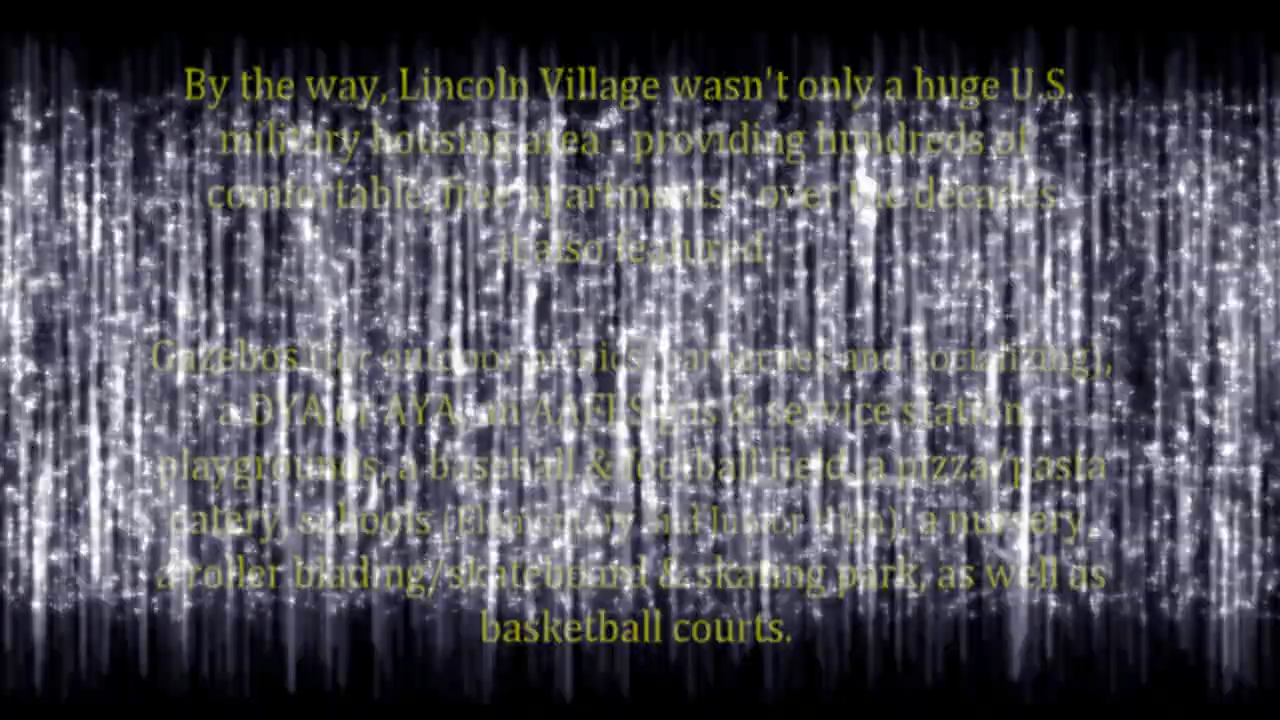 By the way, Lincoln Village wasn't only a huge U.S.
military housing area - providing hundreds of
comfortable, free apartments - over the decades
it also featured:
Gazebos (for outdoor picnics, barbecues and socializing),
a DYA or AYA, an AAFES gas & service station,
playgrounds, a baseball & football field, a pizza/pasta
eatery, schools (Elementary and Junior High), a nursery,
a roller blading/skateboard & skating park, as well as
basketball courts.